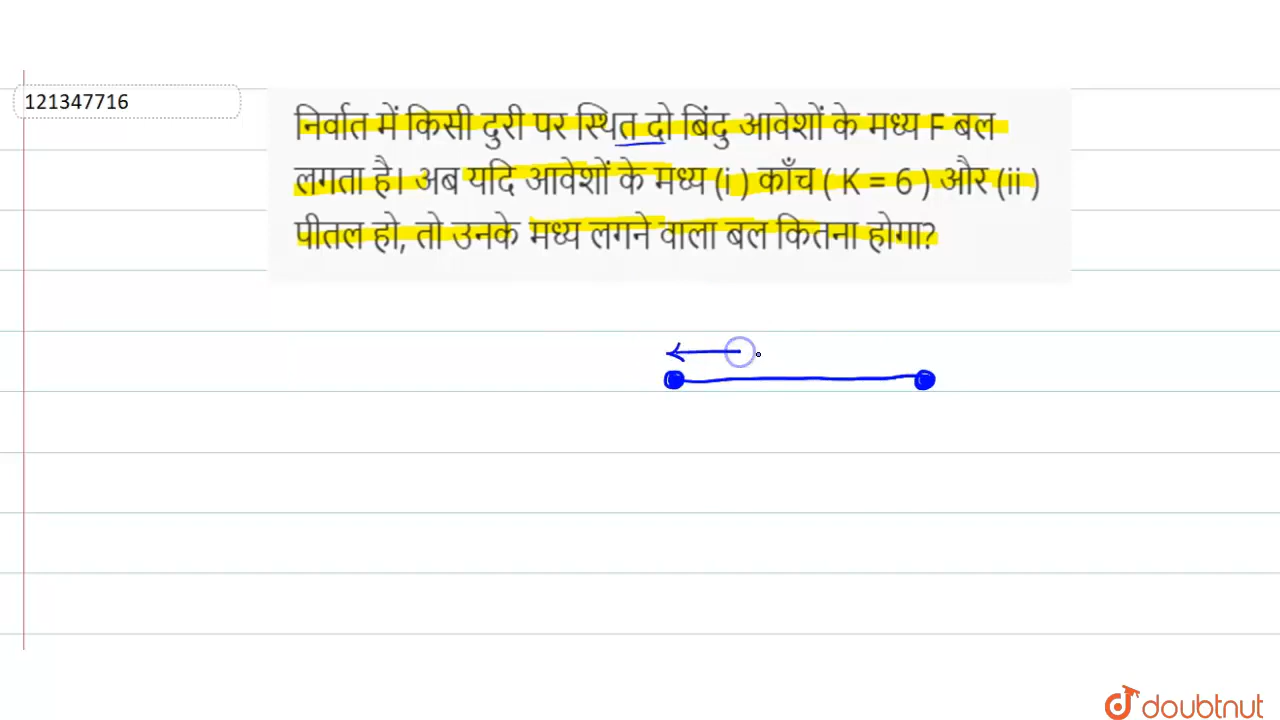 121347716
निर्वात में किसी दुरी पर स्थित दो बिंदु आवेशों के मध्य F बल
लगता है। अब यदि आवेशों के मध्य (i ) काँच ( K = 6 ) और (ii )
पीतल हो, तो उनके मध्य लगने वाला बल कितना होगा?
doubtnut